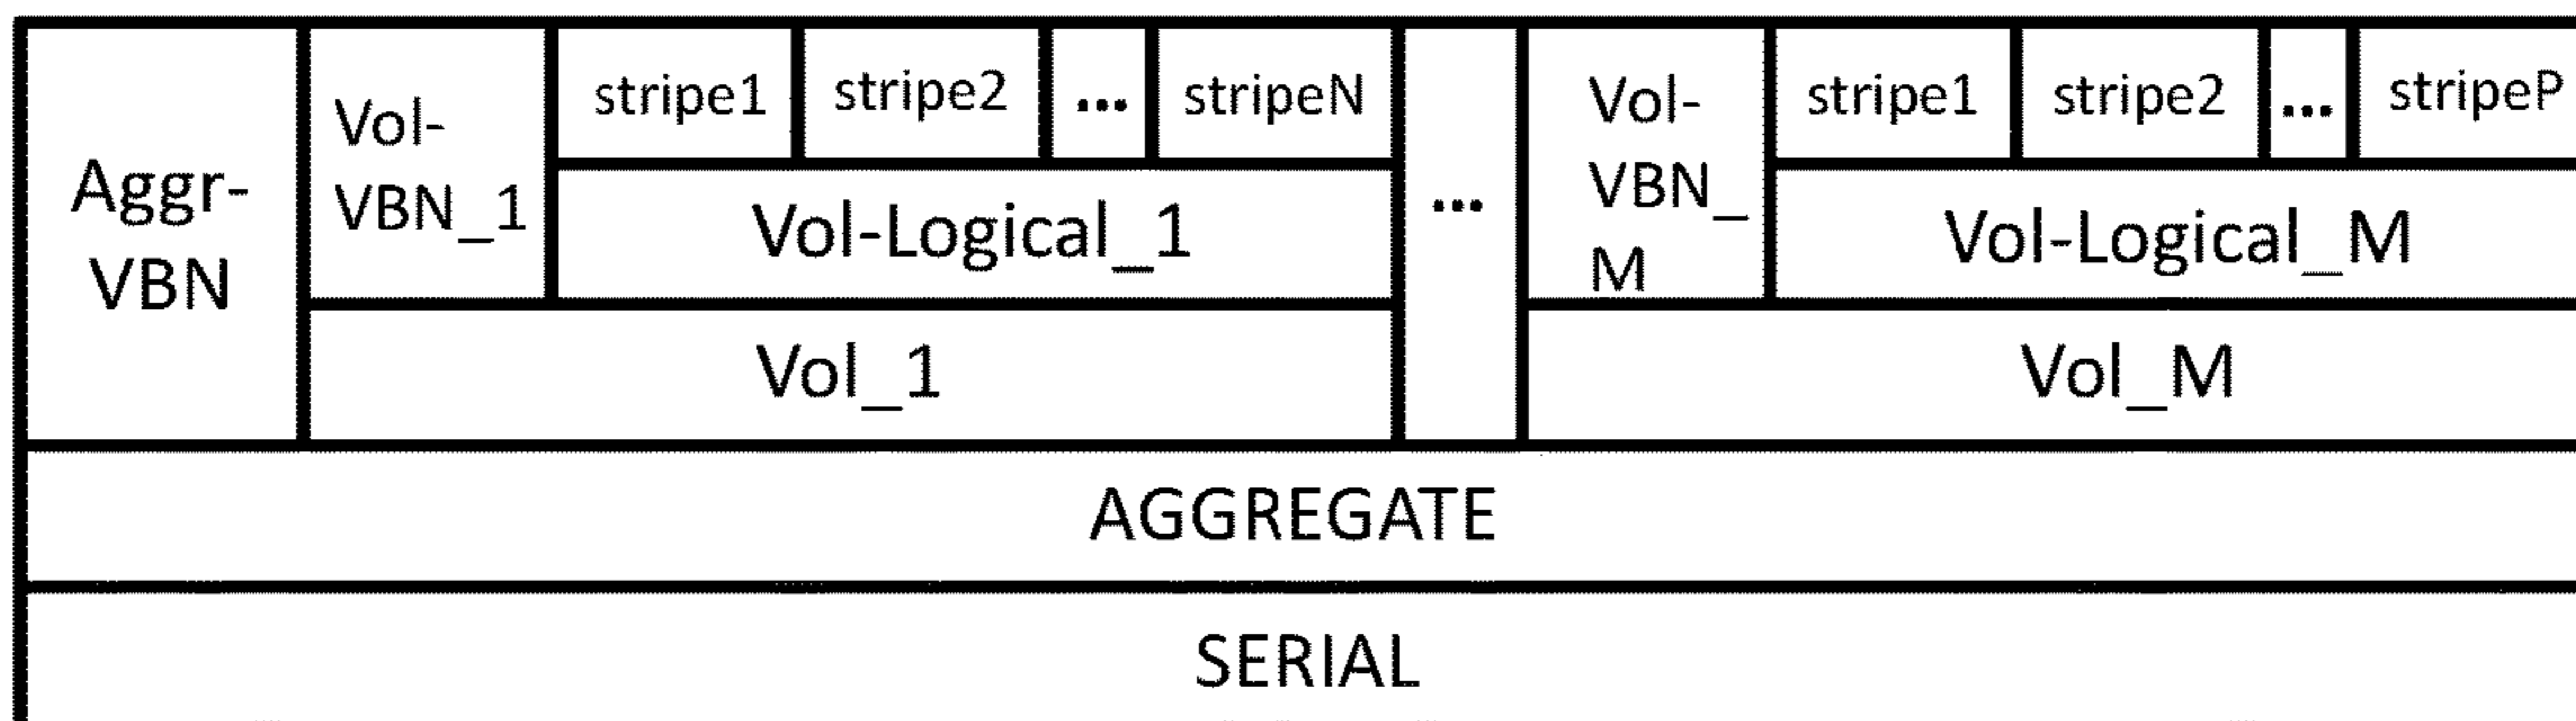 Aggr-
VBN
Vol-
VBN_1
stripe1
stripe2
...
stripeN
Vol-Logical_1
Vol_1
...
Vol-
VBN_
M
stripe1
stripe2
...
stripeP
Vol-Logical_M
Vol_M
AGGREGATE
SERIAL